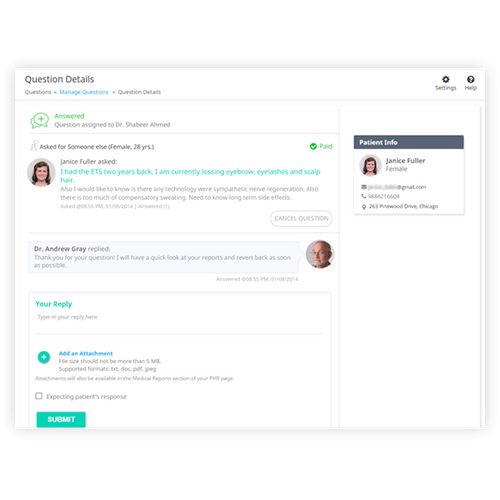 Question Details
Settings
Help
Questions » Manage Questions » Question Details
Answered
Question assigned to Dr. Shabeer Ahmed
Asked for Someone else (Female, 28 yrs.)
Paid
Janice Fuller asked:
I had the ETS two years back, I am currently lossing eyebrow, eyelashes and scalp
hair.
Also I would like to know is there any technology were sympathetic nerve regeneration. Also
there is too much of compensatory sweating. Need to know long term side effects.
Asked @08:55 PM, 01/08/2014 | Answered (1)
CANCEL QUESTION
Dr. Andrew Gray replied:
Thank you for your question! I will have a quick look at your reports and revert back as soon
as possible.
Answered @08:55 PM, 01/08/2014
Your Reply
Type in your reply here
Add an Attachment
File size should not be more than 5 MB.
Supported formats: txt, doc, pdf, jpeg
Attachments will also be available in the Medical Reports section of your PHR page.
Expecting patient's response
SUBMIT
Patient Info
Janice Fuller
Female
@gmail.com
9886216608
263 Pinewood Drive, Chicago